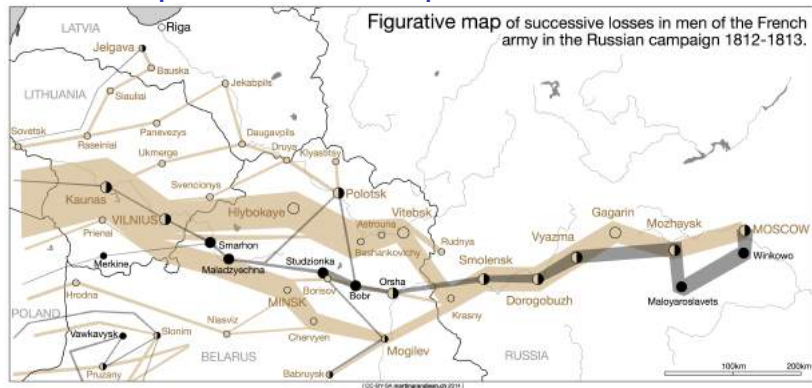 Figurative map of successive losses in men of the French
army in the Russian campaign 1812-1813.
LATVIA
Riga
Jelgava
Bauska
LITHUANIA
Siauliai
Jekabpils
Sovetsk
Raseiniai
Panevezys
Daugavpils
Ukmerge
Druya
Klyastitsy
Svencionys
Polotsk
Kaunas
VILNIUS
Hlybokaye
Vitebsk
Gagarin
Mozhaysk
MOSCOW
Prienai
Smarhon
Beshankovichy
Rudnya
Vyazma
Winkowo
Merkine
Maladzyechna
Studzionka
Orsha
Smolensk
Hrodna
MINSK
Borisov
Bobr
Dorogobuzh
Maloyaroslavets
POLAND
Niasviz
Krasny
Vawkavysk
Slonim
Chervyen
Mogilev
BELARUS
RUSSIA
Pruzany
Babruysk
100km
200km